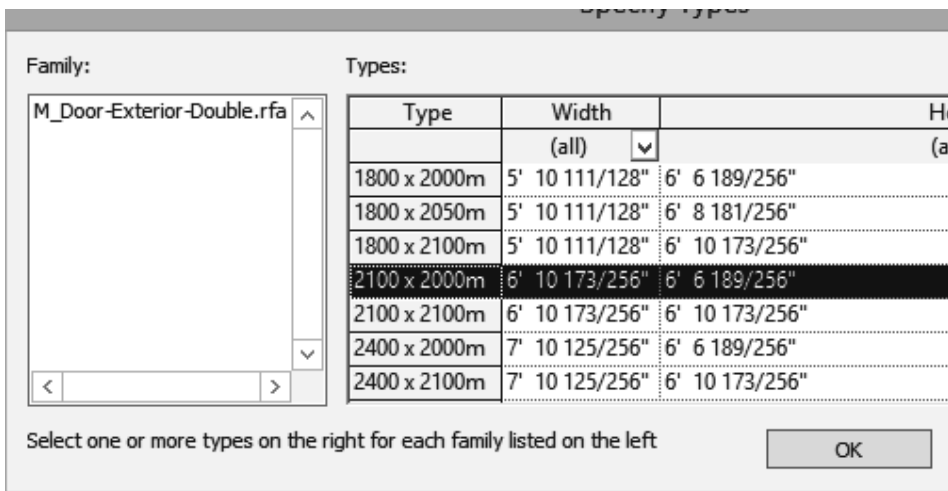 Specify Types
Family: Types:
M_Door-Exterior-Double.rfa
Type Width
(all)
1800 x 2000m 5' 10 111/128" 6' 6 189/256"
1800 x 2050m 5' 10 111/128" 6' 8 181/256"
1800 x 2100m 5' 10 111/128" 6' 10 173/256"
2100 x 2000m 6' 10 173/256" 6' 6 189/256"
2100 x 2100m 6' 10 173/256" 6' 10 173/256"
2400 x 2000m 7' 10 125/256" 6' 6 189/256"
2400 x 2100m 7' 10 125/256" 6' 10 173/256"
Select one or more types on the right for each family listed on the left
OK